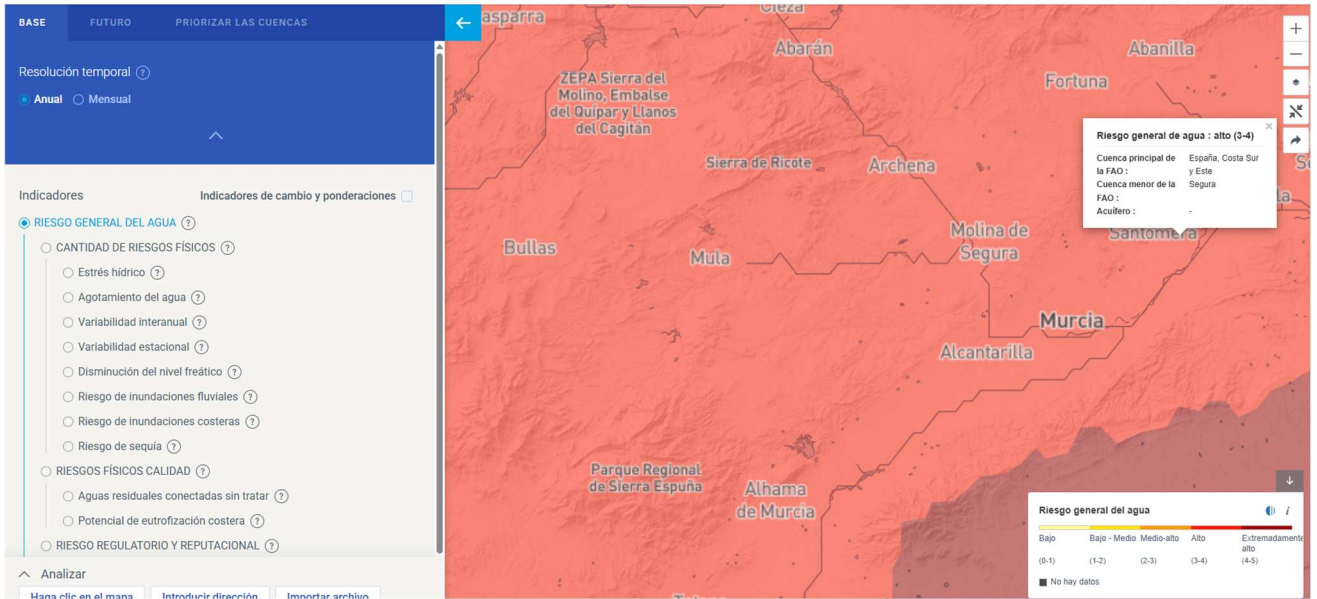 BASE FUTURO PRIORIZAR LAS CUENCAS
Resolución temporal ?
Anual Mensual
Indicadores Indicadores de cambio y ponderaciones
RIESGO GENERAL DEL AGUA ?
CANTIDAD DE RIESGOS FÍSICOS ?
Estrés hídrico ?
Agotamiento del agua ?
Variabilidad interanual ?
Variabilidad estacional ?
Disminución del nivel freático ?
Riesgo de inundaciones fluviales ?
Riesgo de inundaciones costeras ?
Riesgo de sequía ?
RIESGOS FÍSICOS CALIDAD ?
Aguas residuales conectadas sin tratar ?
Potencial de eutrofización costera ?
RIESGO REGULATORIO Y REPUTACIONAL ?
Analizar
Haga clic en el mapa Introducir dirección Importar archivo
asparra
Cieza
Abarán
Abanilla
ZEPA Sierra del
Molino, Embalse
del Quípar y Llanos
del Cagitán
Fortuna
Sierra de Ricote
Archena
Riesgo general de agua : alto (3-4)
Cuenca principal de la FAO : España, Costa Sur y Este
Cuenca menor de la FAO : Segura
Acuífero : -
Santomera
Bullas
Mula
Molina de
Segura
Murcia
Alcantarilla
Parque Regional
de Sierra Espuña
Alhama
de Murcia
Riesgo general del agua
Bajo Bajo - Medio Medio-alto Alto Extremadamente alto
(0-1) (1-2) (2-3) (3-4) (4-5)
No hay datos